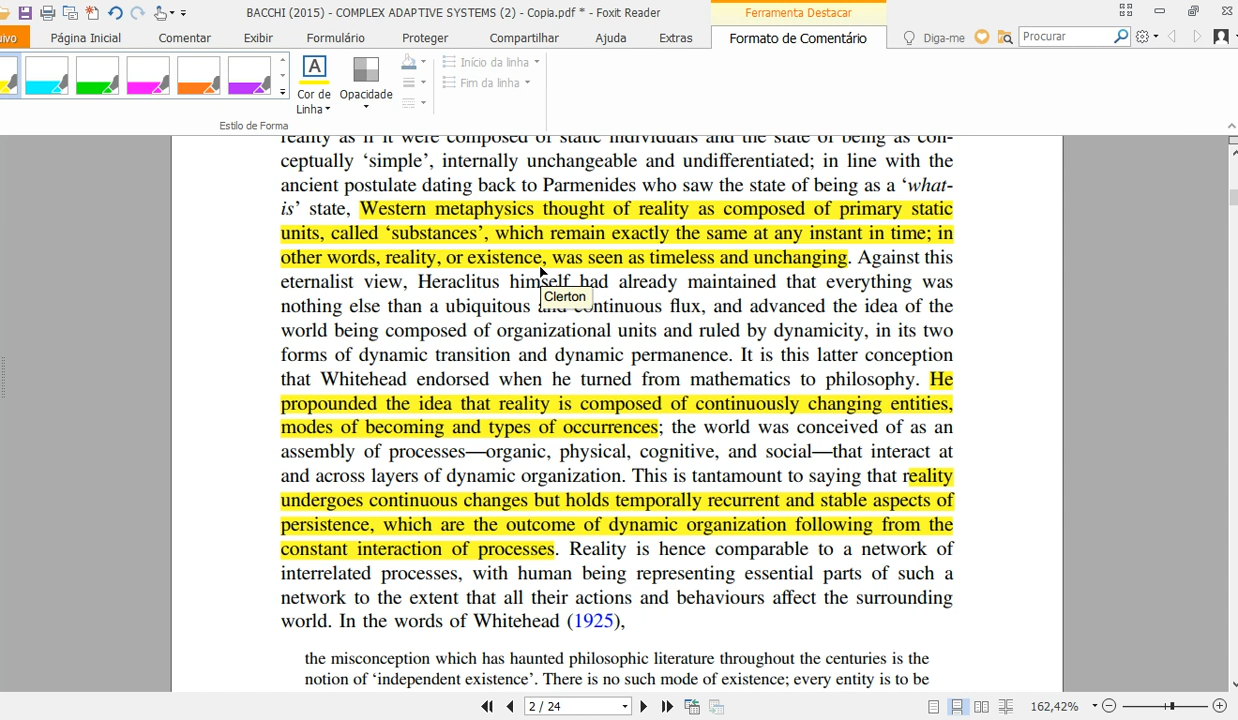 BACCHI (2015) - COMPLEX ADAPTIVE SYSTEMS (2) - Copia.pdf * - Foxit Reader
Ferramenta Destacar
ivo Página Inicial Comentar Exibir Formulário Proteger Compartilhar Ajuda Extras Formato de Comentário Diga-me Procurar
A
Cor de Linha
Opacidade
Início da linha
Fim da linha
Estilo de Forma
reality as if it were composed of static individuals and the state of being as con-
ceptually ‘simple’, internally unchangeable and undifferentiated; in line with the
ancient postulate dating back to Parmenides who saw the state of being as a ‘what-
is’ state, Western metaphysics thought of reality as composed of primary static
units, called ‘substances’, which remain exactly the same at any instant in time; in
other words, reality, or existence, was seen as timeless and unchanging. Against this
eternalist view, Heraclitus himself had already maintained that everything was
nothing else than a ubiquitous continuous flux, and advanced the idea of the
Clerton
world being composed of organizational units and ruled by dynamicity, in its two
forms of dynamic transition and dynamic permanence. It is this latter conception
that Whitehead endorsed when he turned from mathematics to philosophy. He
propounded the idea that reality is composed of continuously changing entities,
modes of becoming and types of occurrences; the world was conceived of as an
assembly of processes—organic, physical, cognitive, and social—that interact at
and across layers of dynamic organization. This is tantamount to saying that reality
undergoes continuous changes but holds temporally recurrent and stable aspects of
persistence, which are the outcome of dynamic organization following from the
constant interaction of processes. Reality is hence comparable to a network of
interrelated processes, with human being representing essential parts of such a
network to the extent that all their actions and behaviours affect the surrounding
world. In the words of Whitehead (1925),
the misconception which has haunted philosophic literature throughout the centuries is the
notion of ‘independent existence’. There is no such mode of existence; every entity is to be
2 / 24
162,42%